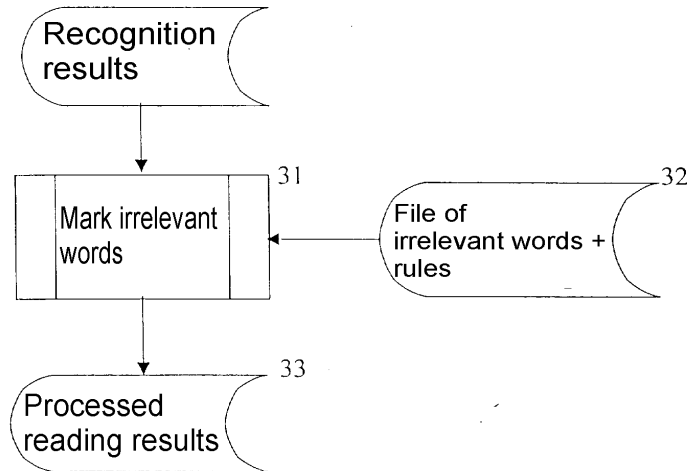 Recognition
results
31
Mark irrelevant
words
32
File of
irrelevant words +
rules
33
Processed
reading results